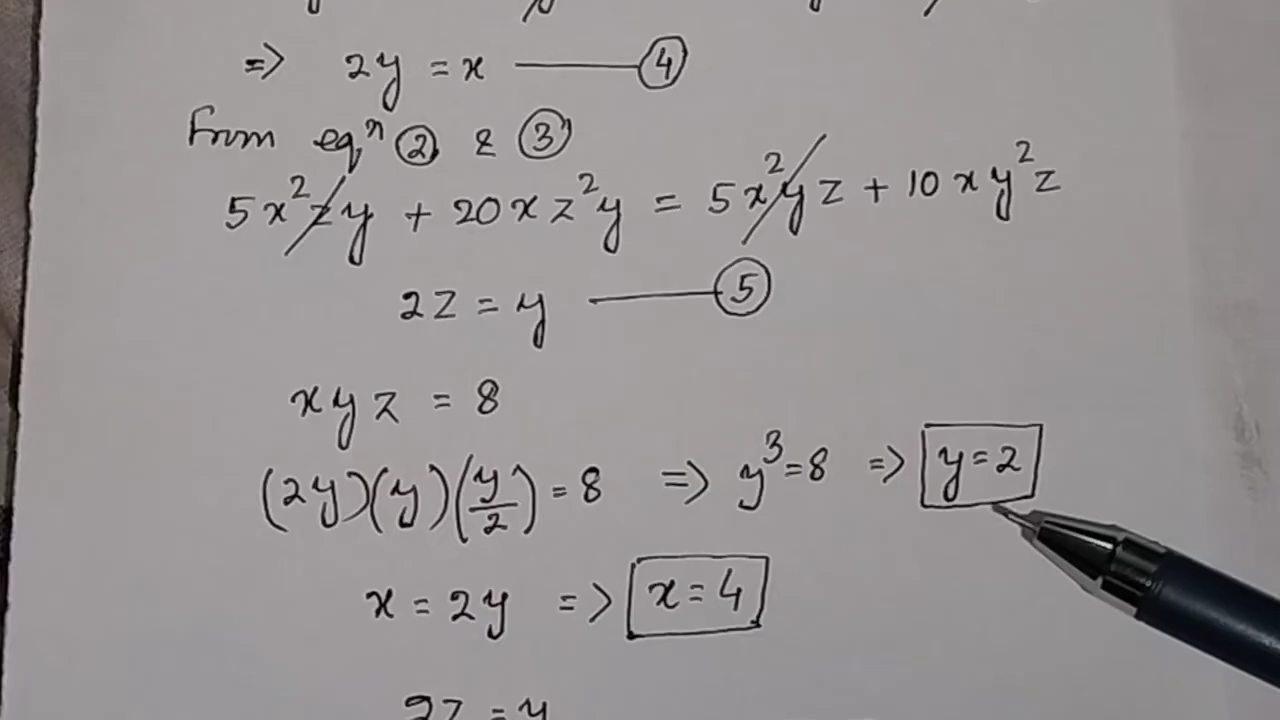 => 2y = x ——— ④
From eqⁿ ② & ③
5x²zy + 20xz²y = 5x²yz + 10xy²z
2z = y ——— ⑤
xyz = 8
(2y)(y)(y/2) = 8 => y³=8 => y=2
x = 2y => x=4
2z = y